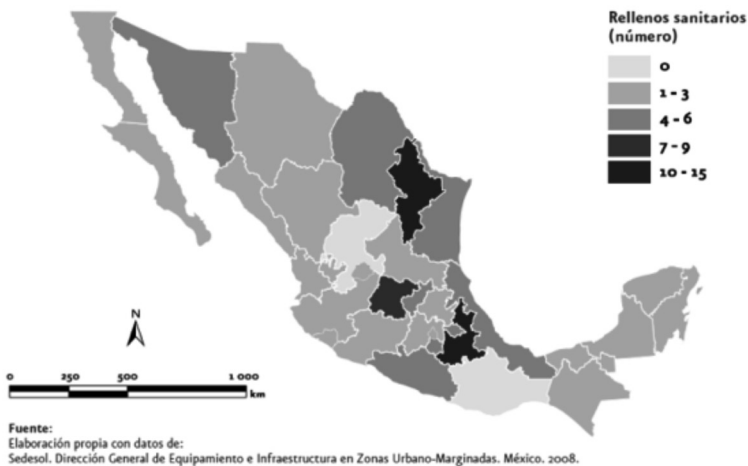 Rellenos sanitarios
(número)
0
1 - 3
4 - 6
7 - 9
10 - 15
N
0 250 500 1 000
km
Fuente:
Elaboración propia con datos de:
Sedesol. Dirección General de Equipamiento e Infraestructura en Zonas Urbano-Marginadas. México. 2008.